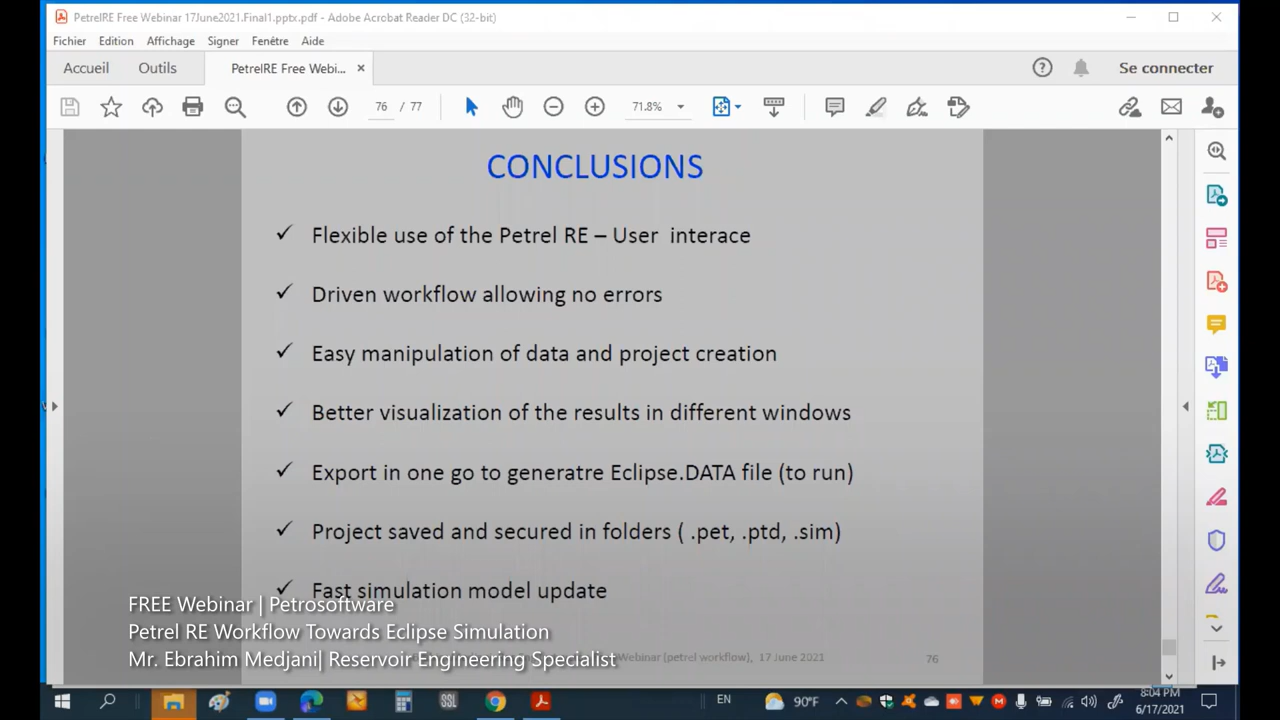 PetrelRE Free Webinar 17June2021.Final1.pptx.pdf - Adobe Acrobat Reader DC (32-bit)
Fichier Edition Affichage Signer Fenêtre Aide
Accueil Outils PetrelRE Free Webi... × Se connecter
76 / 77 71.8%
CONCLUSIONS
✓ Flexible use of the Petrel RE – User interace
✓ Driven workflow allowing no errors
✓ Easy manipulation of data and project creation
✓ Better visualization of the results in different windows
✓ Export in one go to generatre Eclipse.DATA file (to run)
✓ Project saved and secured in folders ( .pet, .ptd, .sim)
✓ Fast simulation model update
FREE Webinar | Petrosoftware
Petrel RE Workflow Towards Eclipse Simulation
Mr. Ebrahim Medjani| Reservoir Engineering Specialist
Webinar (petrel workflow), 17 June 2021 76
SSL EN 90°F 8:04 PM
6/17/2021